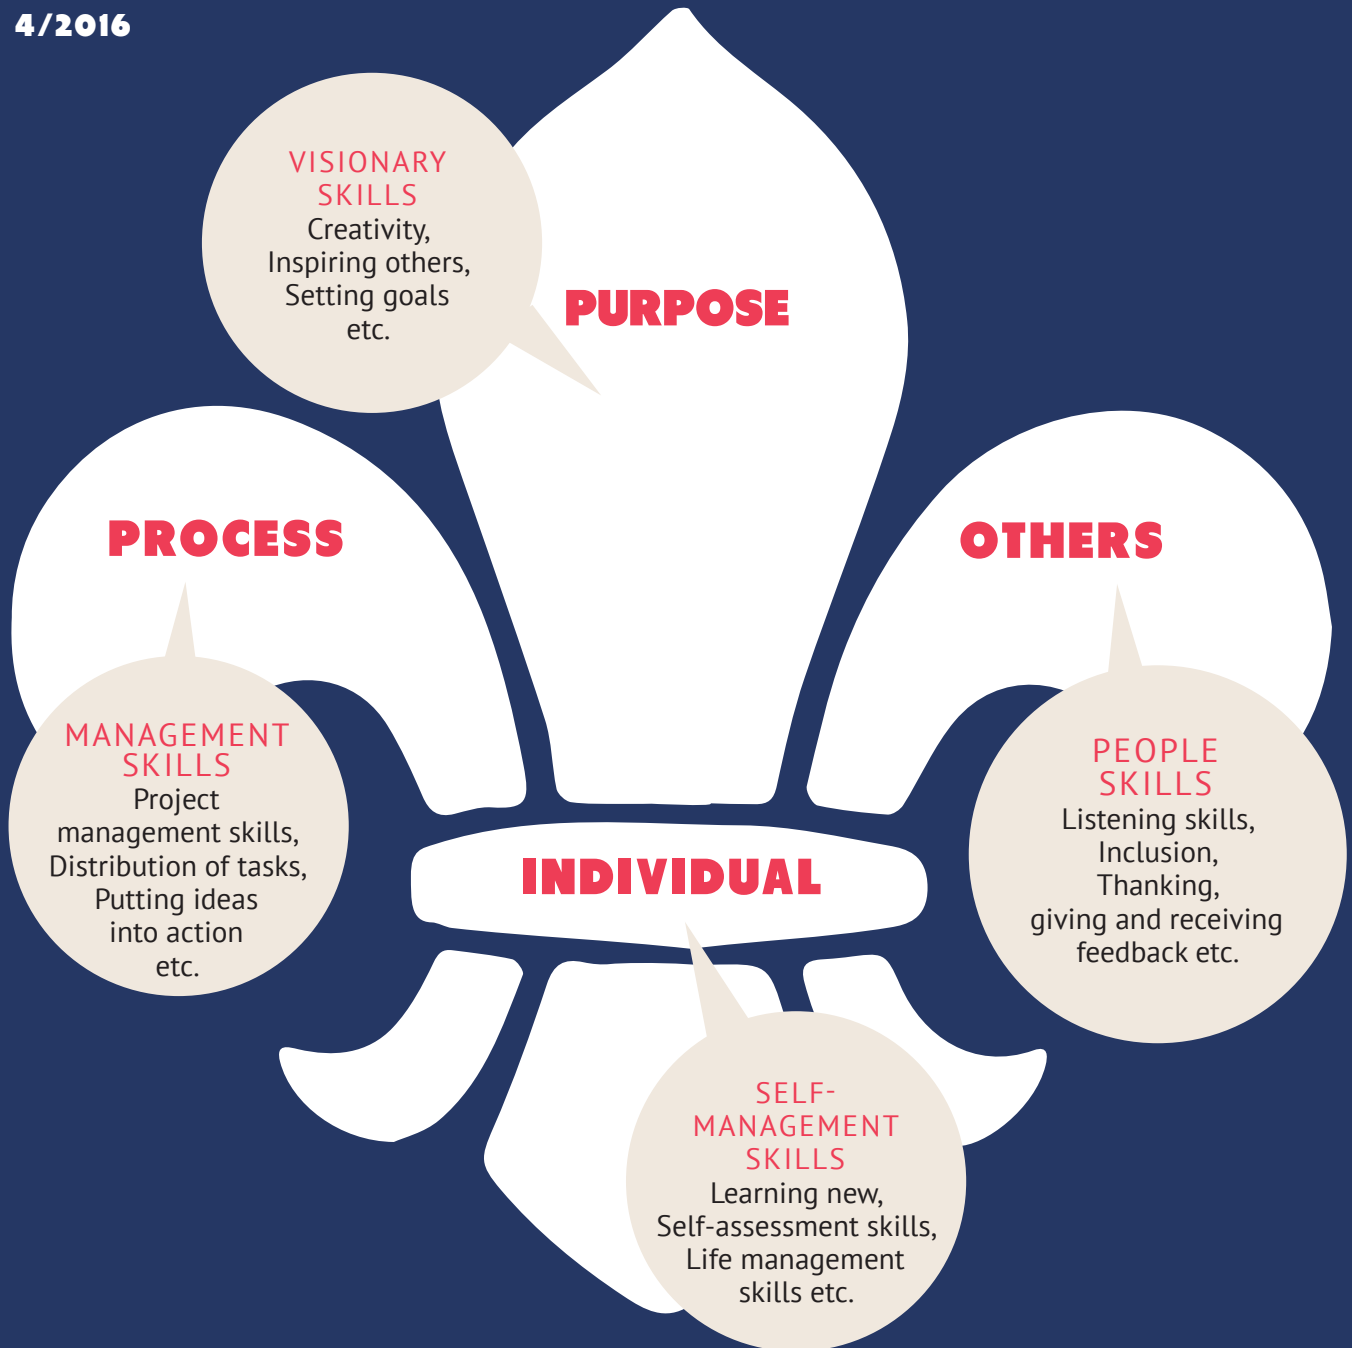 4/2016
VISIONARY
SKILLS
Creativity,
Inspiring others,
Setting goals
etc.
PURPOSE
PROCESS
OTHERS
MANAGEMENT
SKILLS
Project
management skills,
Distribution of tasks,
Putting ideas
into action
etc.
PEOPLE
SKILLS
Listening skills,
Inclusion,
Thanking,
giving and receiving
feedback etc.
INDIVIDUAL
SELF-
MANAGEMENT
SKILLS
Learning new,
Self-assessment skills,
Life management
skills etc.